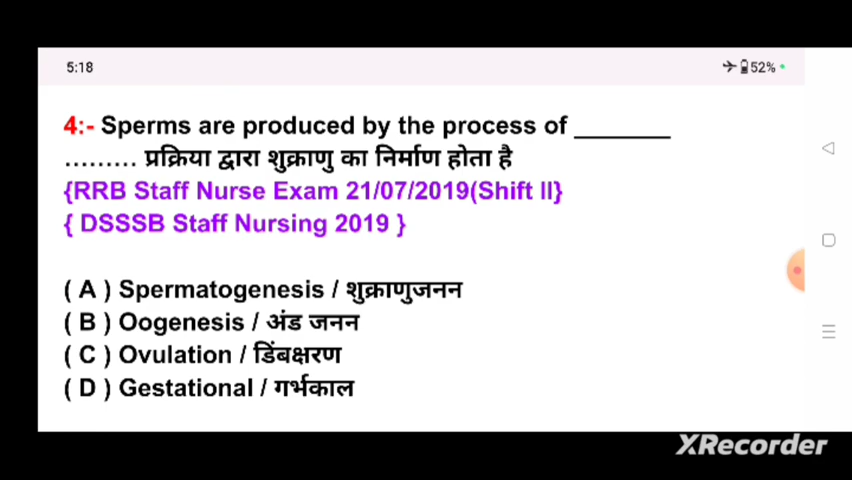 5:18
52%
4:- Sperms are produced by the process of _______
......... प्रक्रिया द्वारा शुक्राणु का निर्माण होता है
{RRB Staff Nurse Exam 21/07/2019(Shift II}
{ DSSSB Staff Nursing 2019 }
( A ) Spermatogenesis / शुक्राणुजनन
( B ) Oogenesis / अंड जनन
( C ) Ovulation / डिंबक्षरण
( D ) Gestational / गर्भकाल
XRecorder